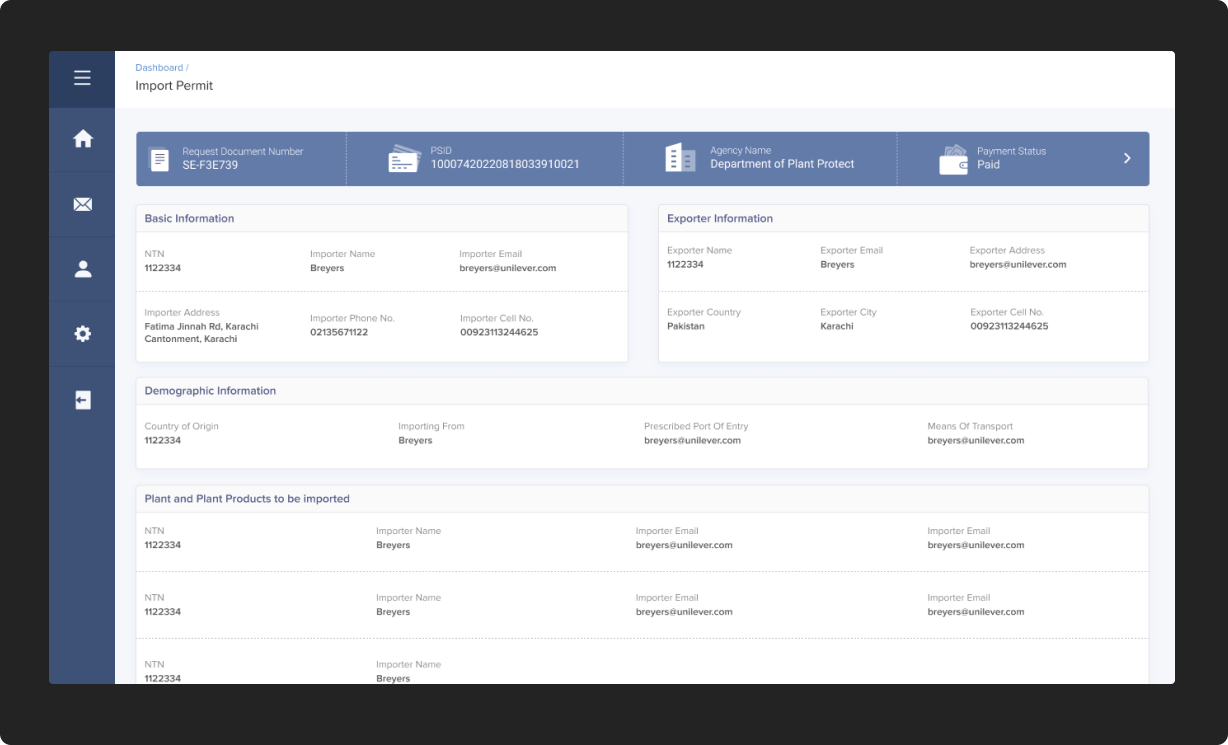 Dashboard /
Import Permit
Request Document Number
SE-F3E739
PSID
10007420220818033910021
Agency Name
Department of Plant Protect
Payment Status
Paid
Basic Information
NTN
1122334
Importer Name
Breyers
Importer Email
breyers@unilever.com
Importer Address
Fatima Jinnah Rd, Karachi
Cantonment, Karachi
Importer Phone No.
02135671122
Importer Cell No.
00923113244625
Exporter Information
Exporter Name
1122334
Exporter Email
Breyers
Exporter Address
breyers@unilever.com
Exporter Country
Pakistan
Exporter City
Karachi
Exporter Cell No.
00923113244625
Demographic Information
Country of Origin
1122334
Importing From
Breyers
Prescribed Port Of Entry
breyers@unilever.com
Means Of Transport
breyers@unilever.com
Plant and Plant Products to be imported
NTN
1122334
Importer Name
Breyers
Importer Email
breyers@unilever.com
Importer Email
breyers@unilever.com
NTN
1122334
Importer Name
Breyers
Importer Email
breyers@unilever.com
Importer Email
breyers@unilever.com
NTN
1122334
Importer Name
Breyers